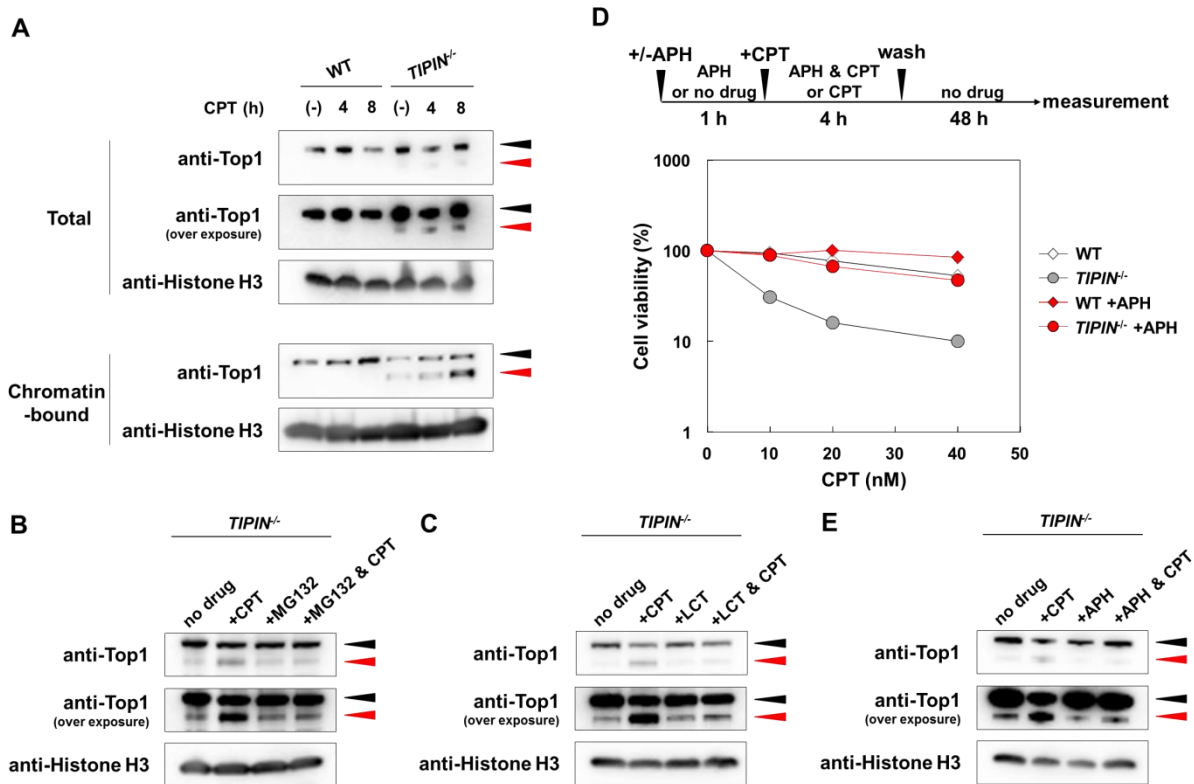 A
WT TIPIN-/-
CPT (h) (-) 4 8 (-) 4 8
Total
anti-Top1
anti-Top1
(over exposure)
anti-Histone H3
Chromatin
-bound
anti-Top1
anti-Histone H3
D
+/-APH +CPT wash
APH
or no drug
APH & CPT
or CPT
no drug
measurement
1 h 4 h 48 h
1000
100
10
1
Cell viability (%)
0 10 20 30 40 50
CPT (nM)
WT
TIPIN-/-
WT +APH
TIPIN-/- +APH
B
TIPIN-/-
no drug
+CPT
+MG132
+MG132 & CPT
anti-Top1
anti-Top1
(over exposure)
anti-Histone H3
C
TIPIN-/-
no drug
+CPT
+LCT
+LCT & CPT
anti-Top1
anti-Top1
(over exposure)
anti-Histone H3
E
TIPIN-/-
no drug
+CPT
+APH
+APH & CPT
anti-Top1
anti-Top1
(over exposure)
anti-Histone H3